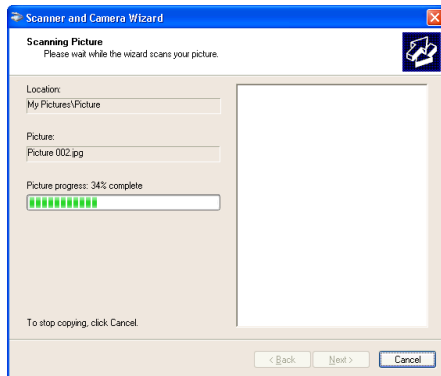 Scanner and Camera Wizard
Scanning Picture
Please wait while the wizard scans your picture.
Location:
My Pictures\Picture
Picture:
Picture 002.jpg
Picture progress: 34% complete
To stop copying, click Cancel.
< Back Next > Cancel